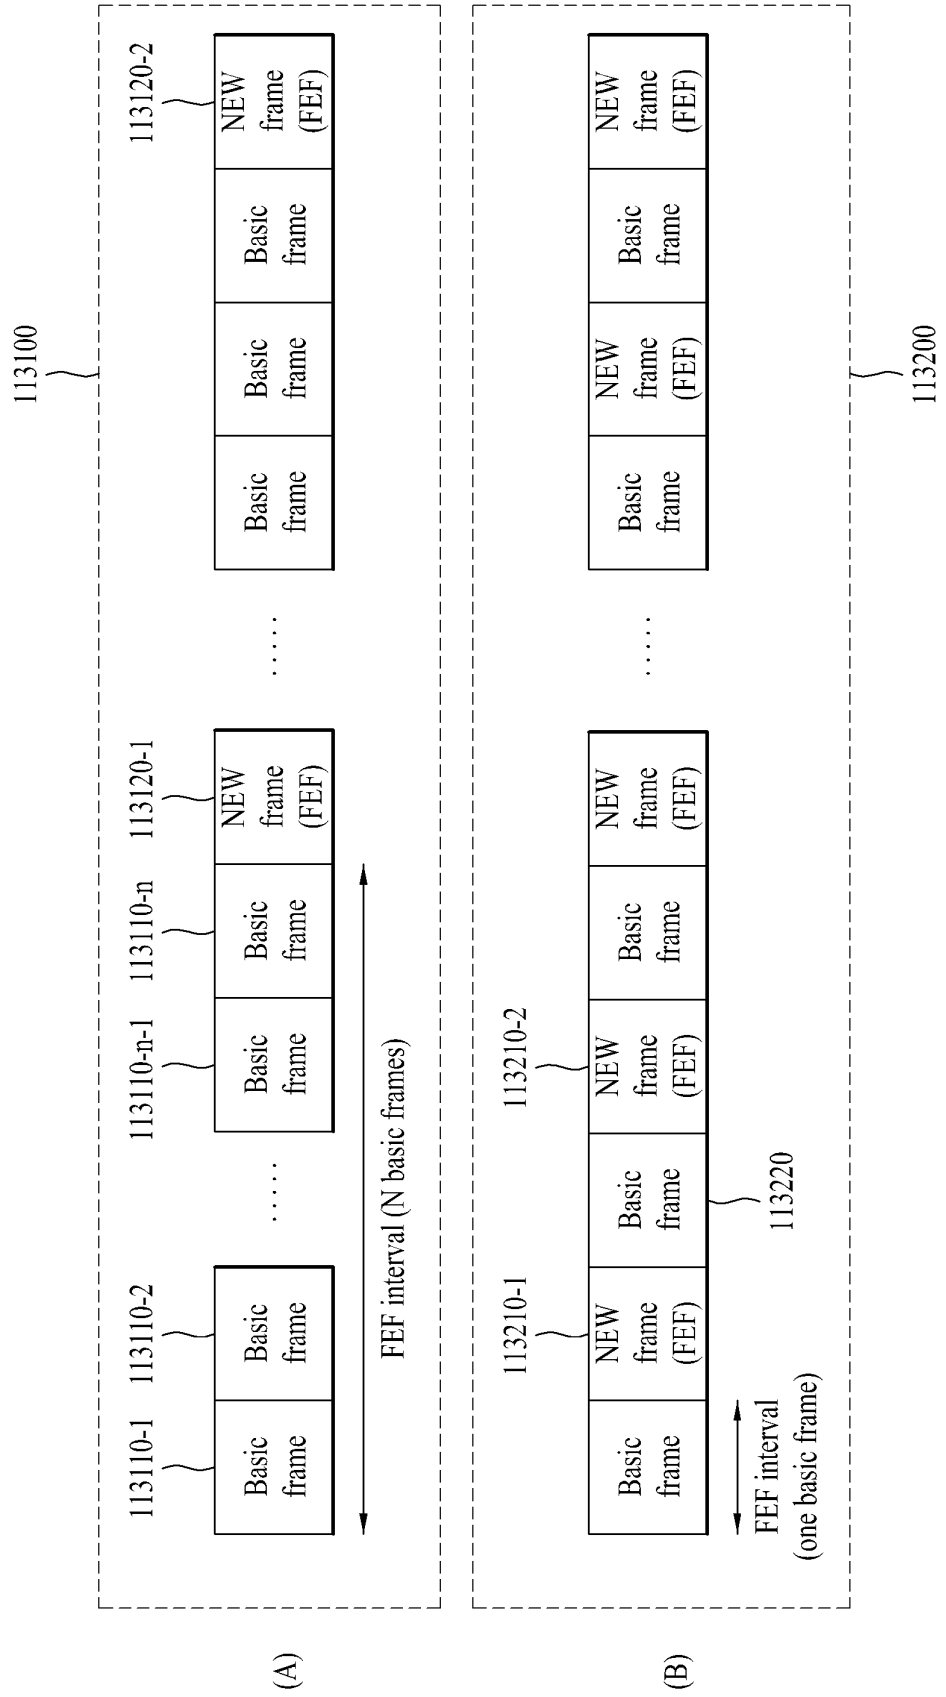 113100
(A)
113110-1
113110-2
113110-n-1
113110-n
113120-1
113120-2
Basic
frame
Basic
frame
.....
Basic
frame
Basic
frame
NEW
frame
(FEF)
.....
Basic
frame
Basic
frame
Basic
frame
NEW
frame
(FEF)
FEF interval (N basic frames)
(B)
113210-1
113210-2
Basic
frame
NEW
frame
(FEF)
Basic
frame
NEW
frame
(FEF)
Basic
frame
NEW
frame
(FEF)
.....
Basic
frame
NEW
frame
(FEF)
Basic
frame
NEW
frame
(FEF)
FEF interval
(one basic frame)
113220
113200